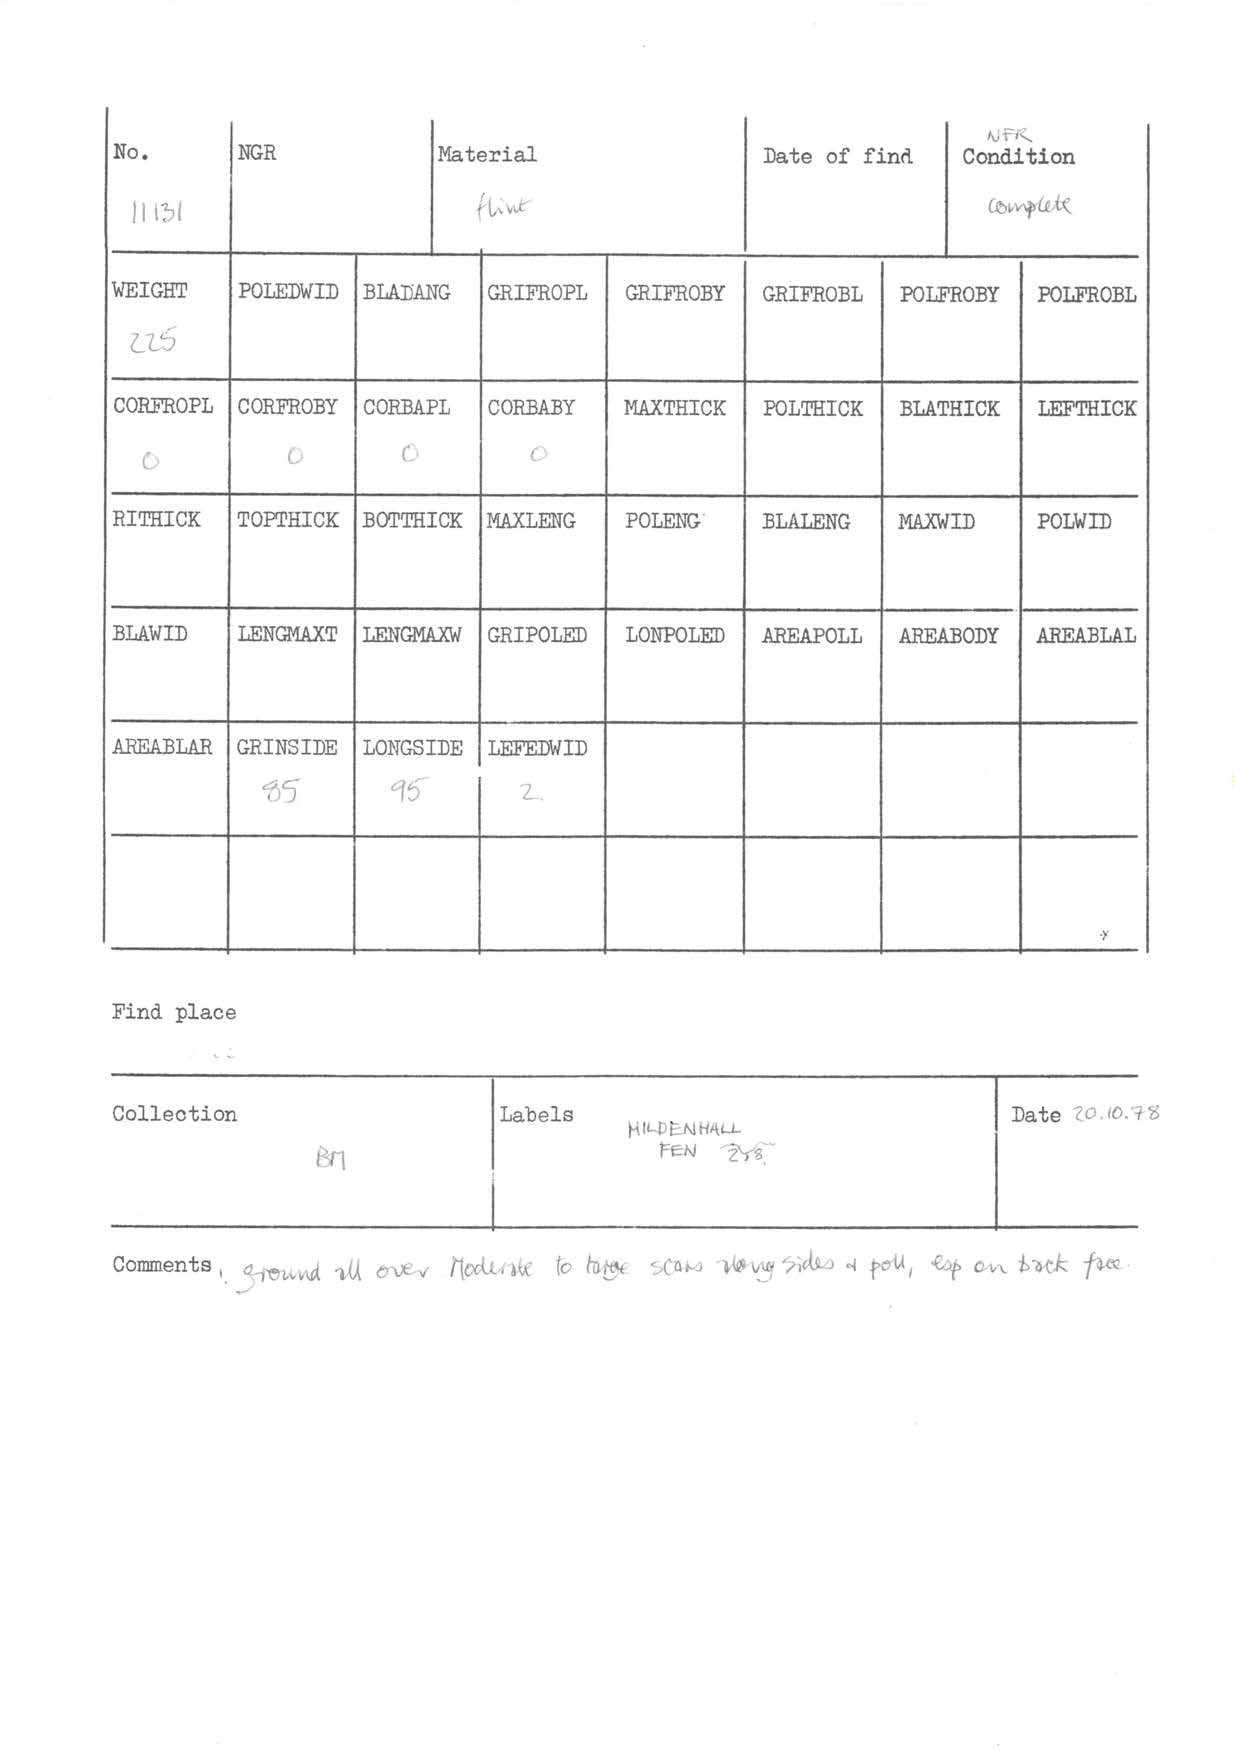 NFR
No. NGR Material Date of find Condition
11131 flint complete
WEIGHT POLEDWID BLADANG GRIFROPL GRIFROBY GRIFROBL POLFROBY POLFROBL
225
CORFROPL CORFROBY CORBAPL CORBABY MAXTHICK POLTHICK BLATHICK LEFTHICK
0 0 0 0
RITHICK TOPTHICK BOTTHICK MAXLENG POLENG BLALENG MAXWID POLWID
BLAWID LENGMAXT LENGMAXW GRIPOLED LONPOLED AREAPOLL AREABODY AREABLAL
AREABLAR GRINSIDE LONGSIDE LEFEDWID
85 95 2.
Find place
Collection Labels Date 20.10.78
MILDENHALL
BM FEN
Comments ground all over Moderate to large scars along sides & poll, esp on back face.